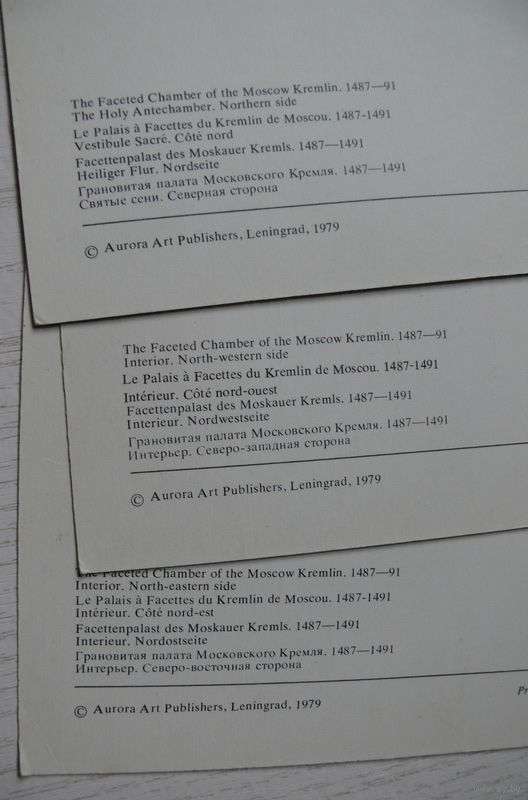 The Faceted Chamber of the Moscow Kremlin. 1487—91
The Holy Antechamber. Northern side
Le Palais à Facettes du Kremlin de Moscou. 1487-1491
Vestibule Sacré. Côté nord
Facettenpalast des Moskauer Kremls. 1487—1491
Heiliger Flur. Nordseite
Грановитая палата Московского Кремля. 1487—1491
Святые сени. Северная сторона
© Aurora Art Publishers, Leningrad, 1979
The Faceted Chamber of the Moscow Kremlin. 1487—91
Interior. North-western side
Le Palais à Facettes du Kremlin de Moscou. 1487-1491
Intérieur. Côté nord-ouest
Facettenpalast des Moskauer Kremls. 1487—1491
Interieur. Nordwestseite
Грановитая палата Московского Кремля. 1487—1491
Интерьер. Северо-западная сторона
© Aurora Art Publishers, Leningrad, 1979
The Faceted Chamber of the Moscow Kremlin. 1487—91
Interior. North-eastern side
Le Palais à Facettes du Kremlin de Moscou. 1487-1491
Intérieur. Côté nord-est
Facettenpalast des Moskauer Kremls. 1487—1491
Interieur. Nordostseite
Грановитая палата Московского Кремля. 1487—1491
Интерьер. Северо-восточная сторона
Pr
© Aurora Art Publishers, Leningrad, 1979